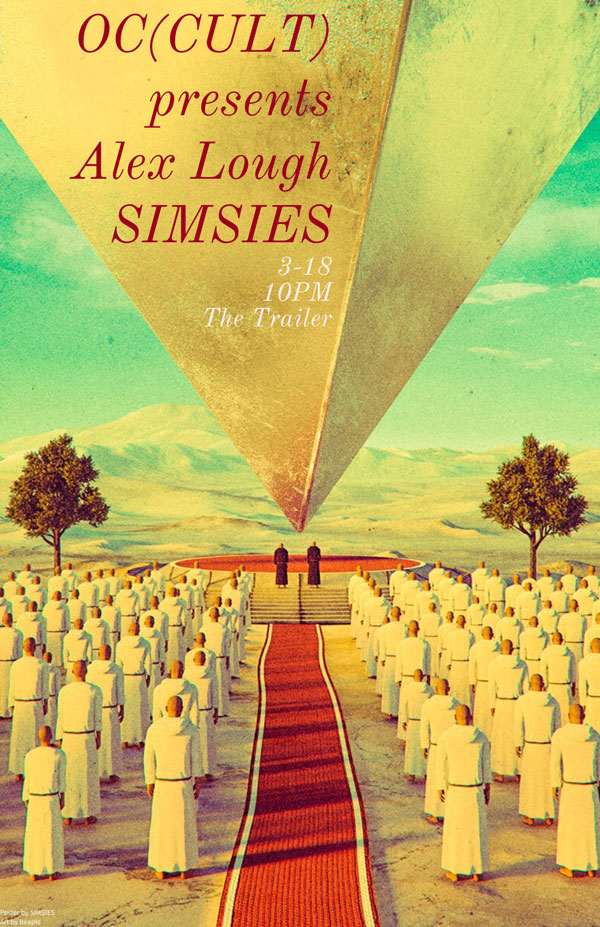 OC(CULT)
presents
Alex Lough
SIMSIES
3-18
10PM
The Trailer
Poster by SIMSIES
Art by Beeple